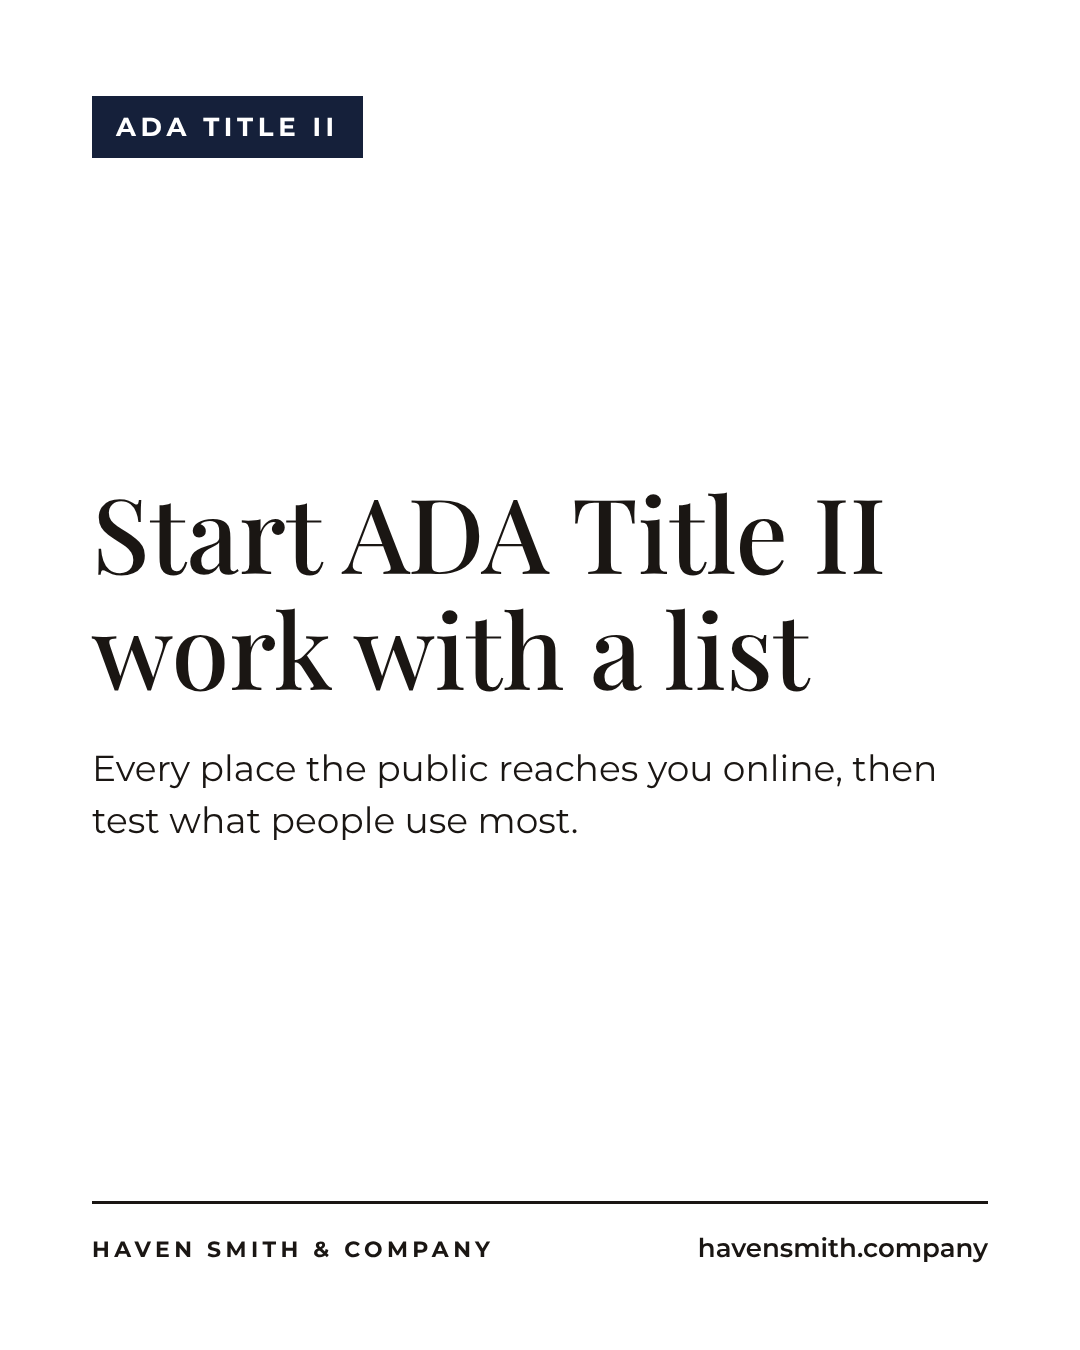 ADA TITLE II
Start ADA Title II
work with a list
Every place the public reaches you online, then
test what people use most.
HAVEN SMITH & COMPANY
havensmith.company